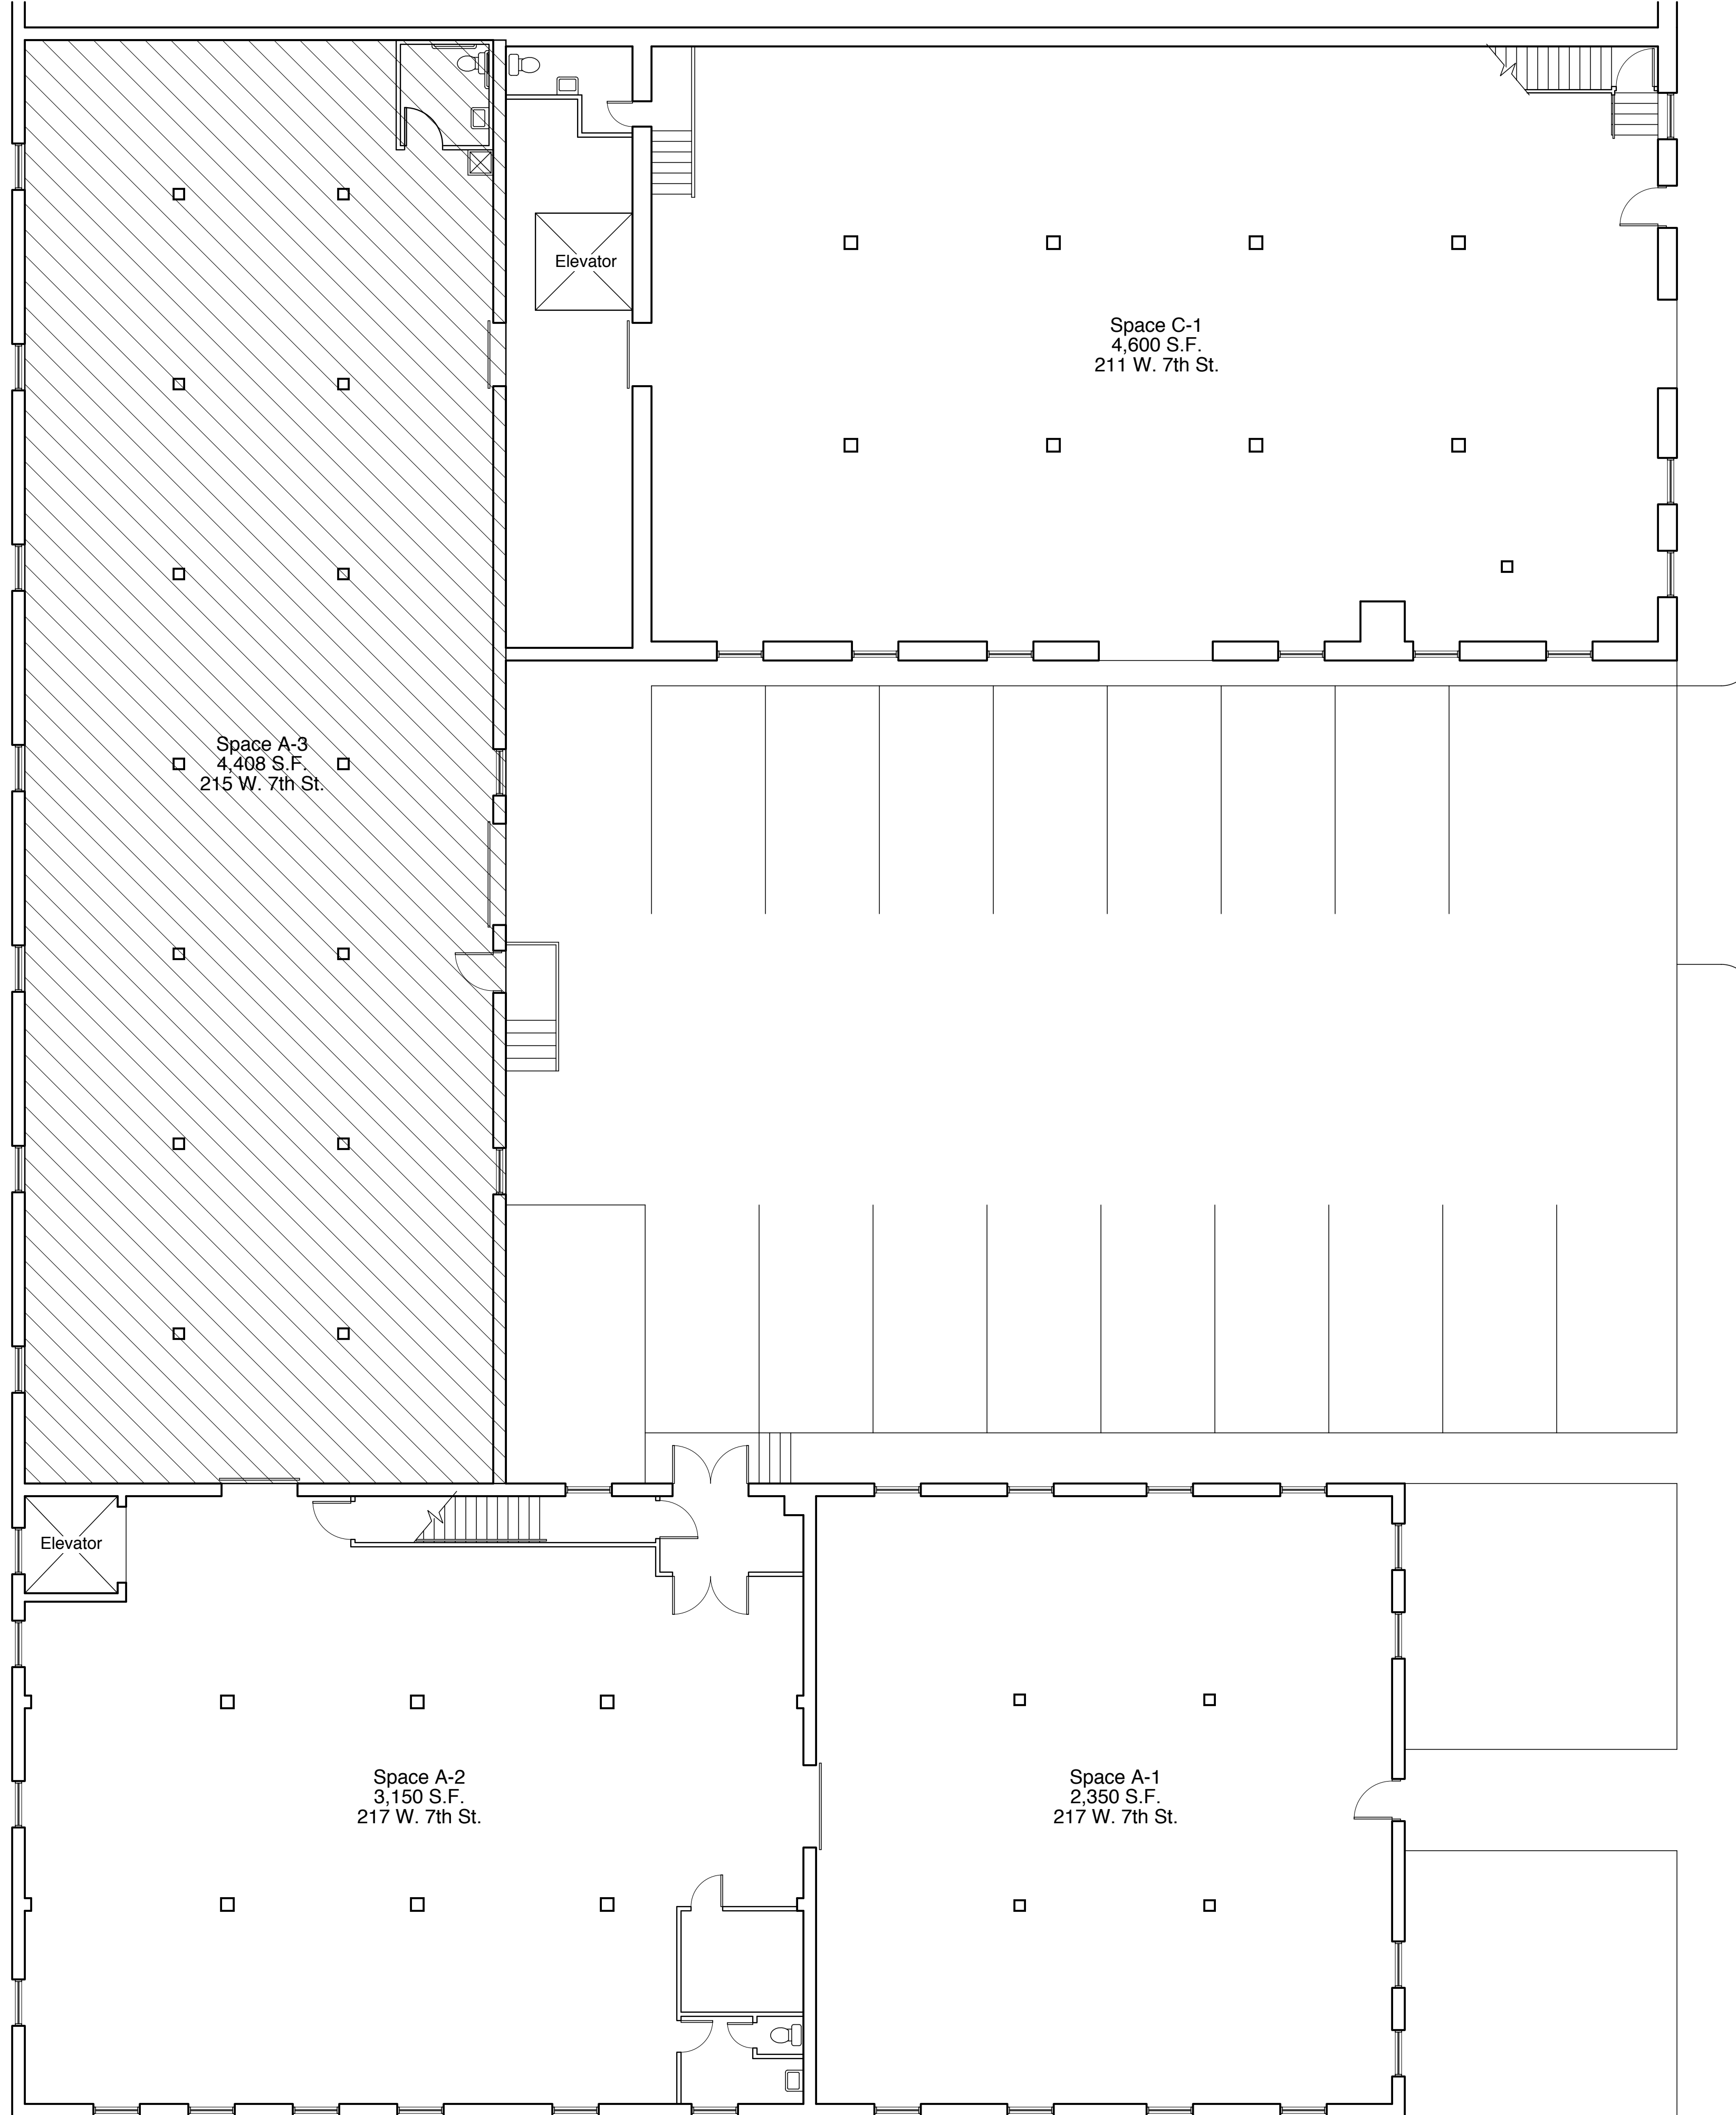 Elevator
Space C-1
4,600 S.F.
211 W. 7th St.
Space A-3
4,408 S.F.
215 W. 7th St.
Elevator
Space A-2
3,150 S.F.
217 W. 7th St.
Space A-1
2,350 S.F.
217 W. 7th St.